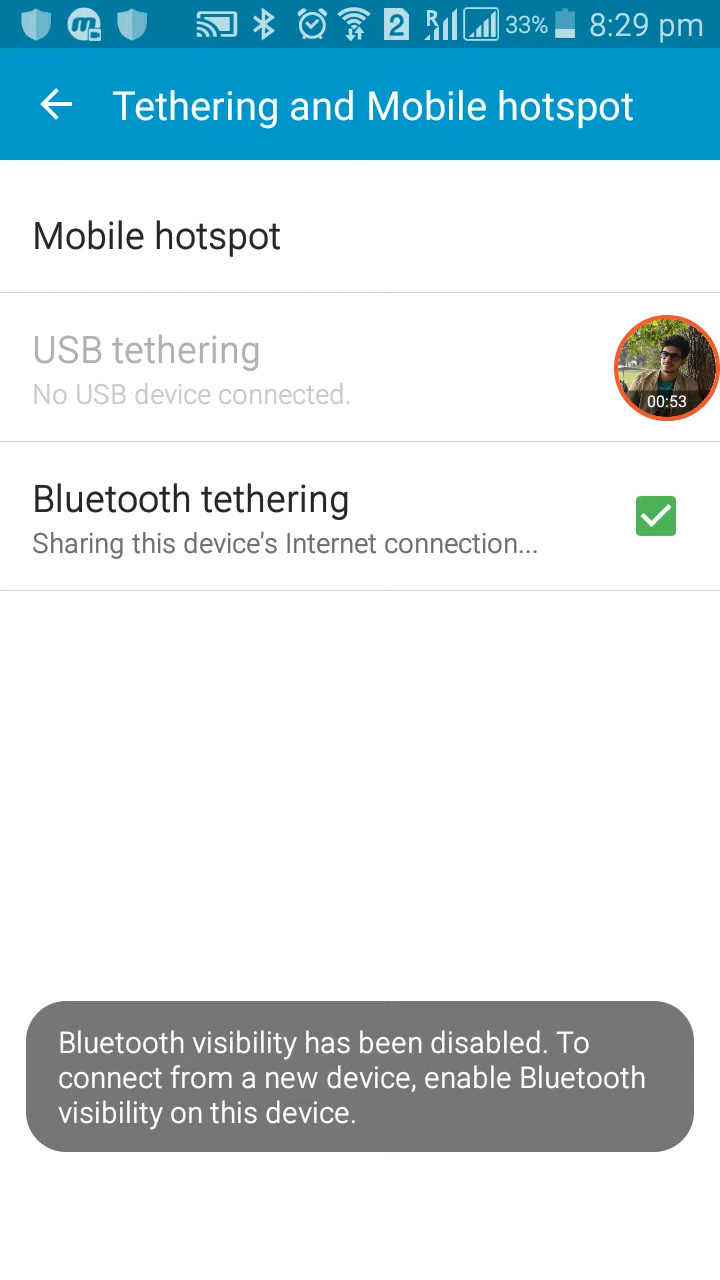 m 2 R 33% 8:29 pm
Tethering and Mobile hotspot
Mobile hotspot
USB tethering
No USB device connected.
00:53
Bluetooth tethering
Sharing this device's Internet connection...
Bluetooth visibility has been disabled. To
connect from a new device, enable Bluetooth
visibility on this device.